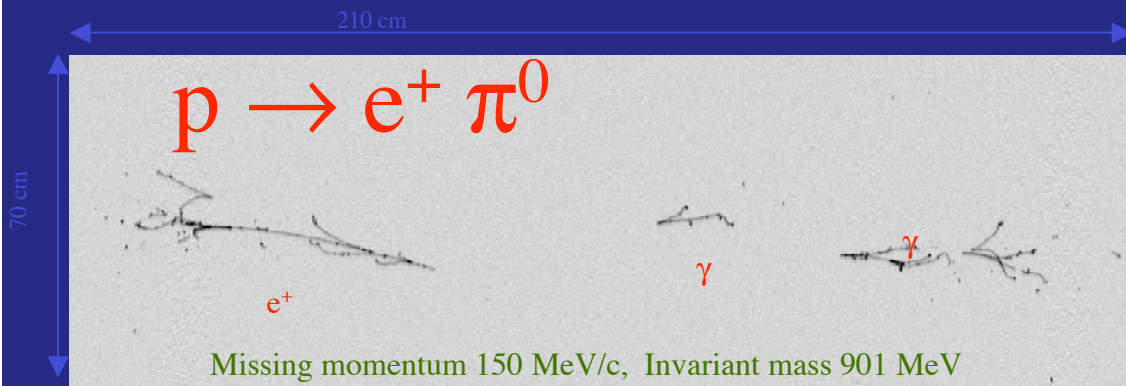 210 cm
p → e⁺ π⁰
70 cm
γ
γ
e⁺
Missing momentum 150 MeV/c, Invariant mass 901 MeV